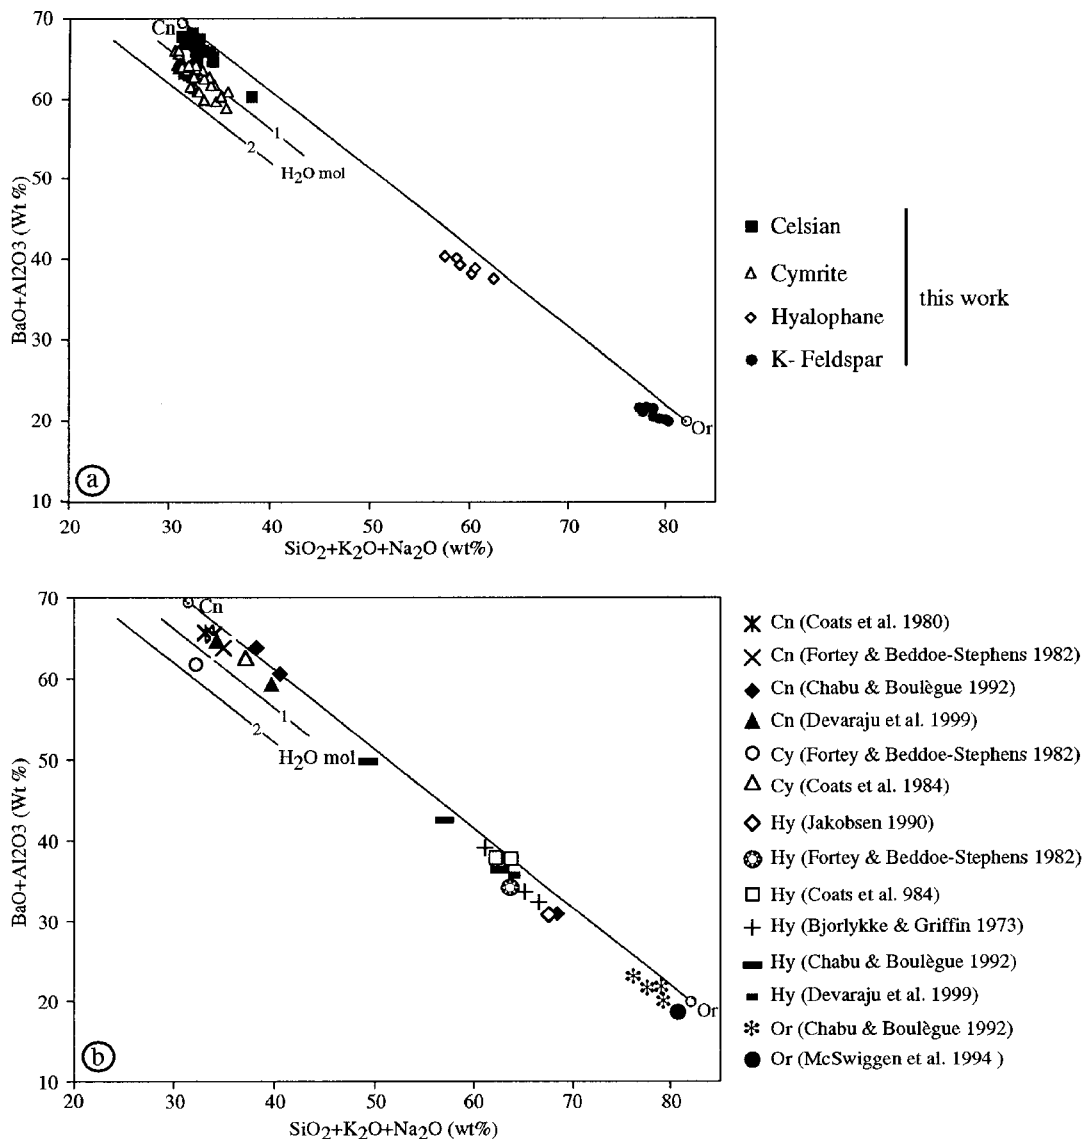 70
60
50
40
30
20
10
BaO+Al2O3 (Wt %)
Cn
1
2
H₂O mol
Or
a
20
30
40
50
60
70
80
SiO₂+K₂O+Na₂O (wt%)
Celsian
Cymrite
Hyalophane
K- Feldspar
this work
70
60
50
40
30
20
10
BaO+Al2O3 (Wt %)
Cn
1
2
H₂O mol
Or
b
20
30
40
50
60
70
80
SiO₂+K₂O+Na₂O (wt%)
Cn (Coats et al. 1980)
Cn (Fortey & Beddoe-Stephens 1982)
Cn (Chabu & Boulègue 1992)
Cn (Devaraju et al. 1999)
Cy (Fortey & Beddoe-Stephens 1982)
Cy (Coats et al. 1984)
Hy (Jakobsen 1990)
Hy (Fortey & Beddoe-Stephens 1982)
Hy (Coats et al. 984)
Hy (Bjorlykke & Griffin 1973)
Hy (Chabu & Boulègue 1992)
Hy (Devaraju et al. 1999)
Or (Chabu & Boulègue 1992)
Or (McSwiggen et al. 1994 )